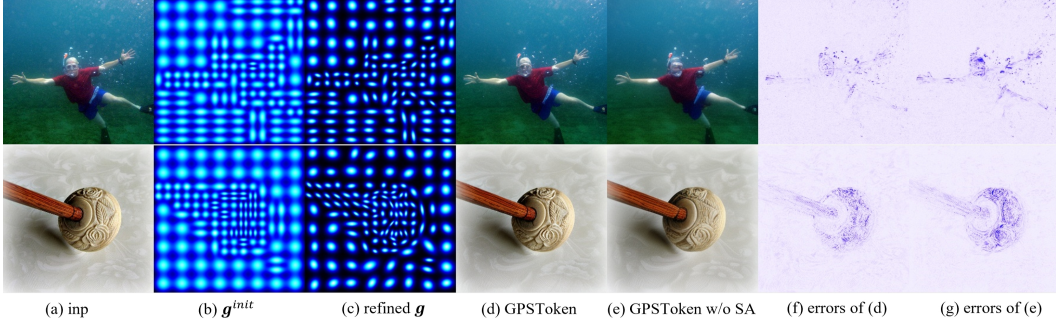 (a) inp (b) g^init (c) refined g (d) GPSToken (e) GPSToken w/o SA (f) errors of (d) (g) errors of (e)